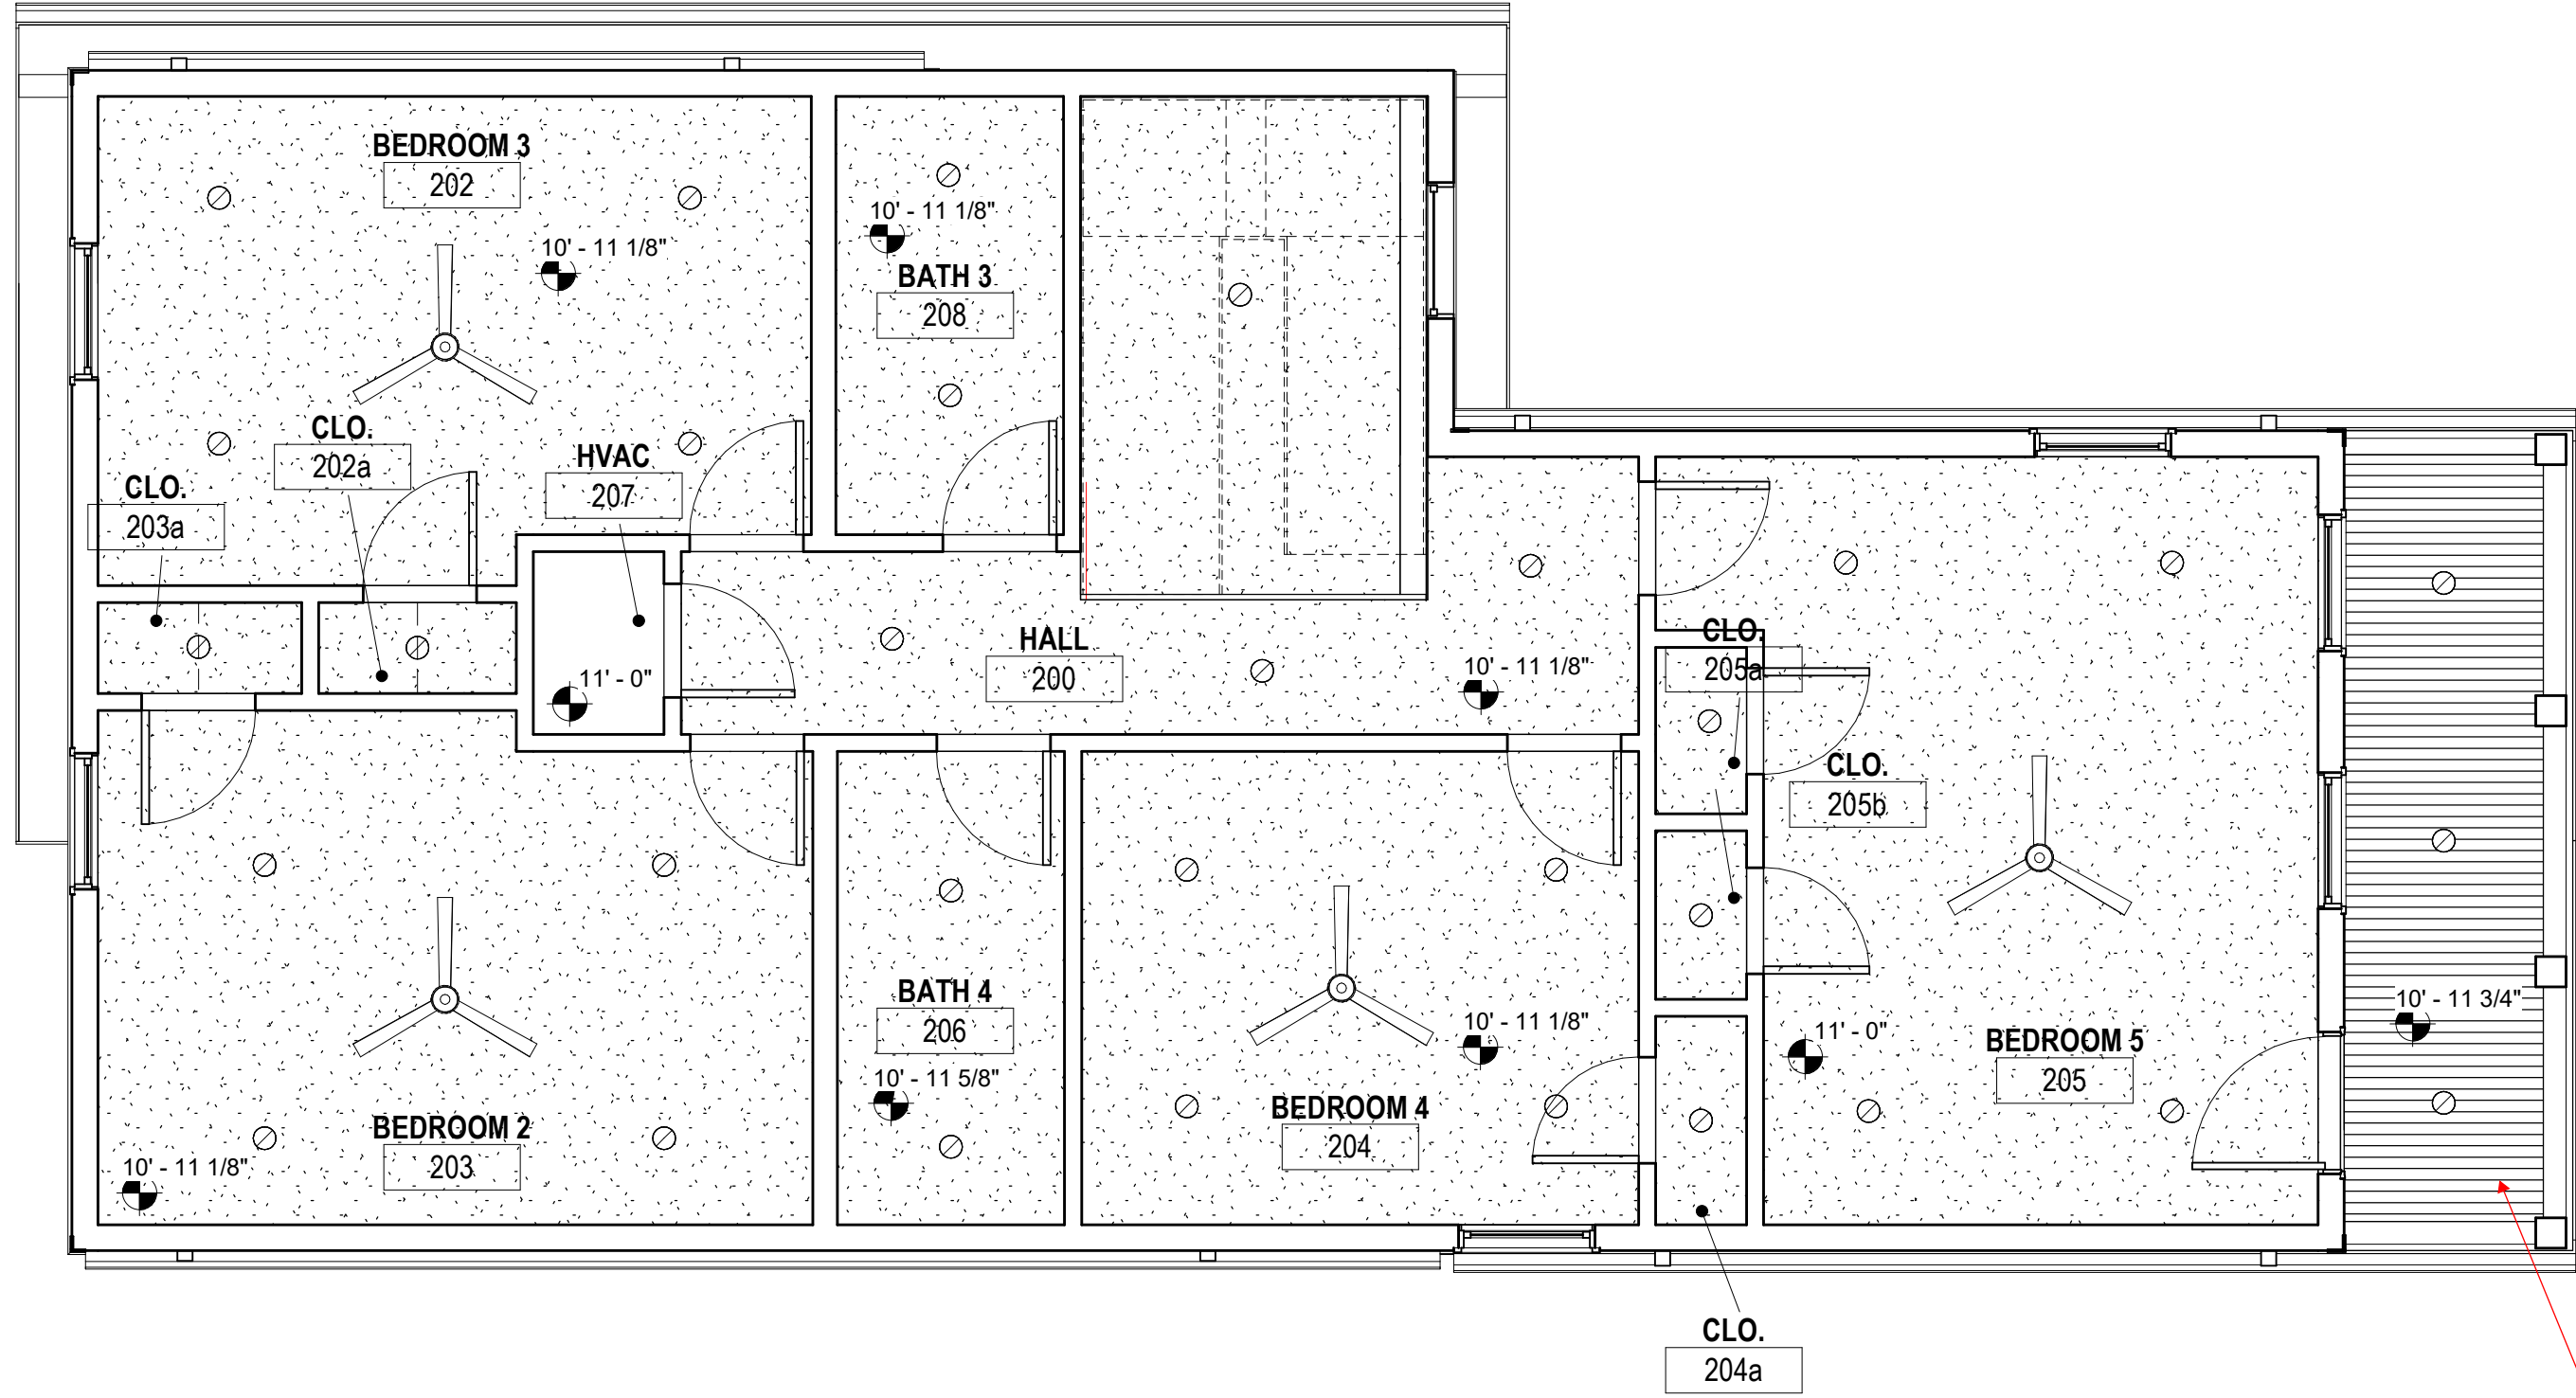 BEDROOM 3
202
10' - 11 1/8"
10' - 11 1/8"
BATH 3
208
CLO.
202a
HVAC
207
CLO.
203a
11' - 0"
HALL
200
10' - 11 1/8"
CLO.
205a
CLO.
205b
BATH 4
206
10' - 11 5/8"
10' - 11 1/8"
BEDROOM 4
204
11' - 0"
BEDROOM 5
205
10' - 11 3/4"
BEDROOM 2
203
10' - 11 1/8"
CLO.
204a